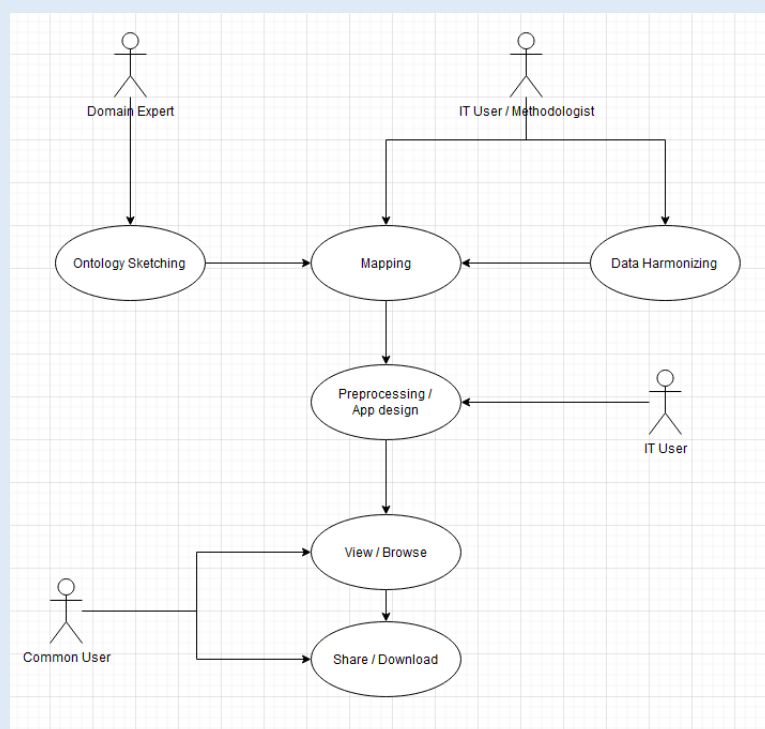 Domain Expert
IT User / Methodologist
Ontology Sketching
Mapping
Data Harmonizing
Preprocessing /
App design
IT User
View / Browse
Common User
Share / Download